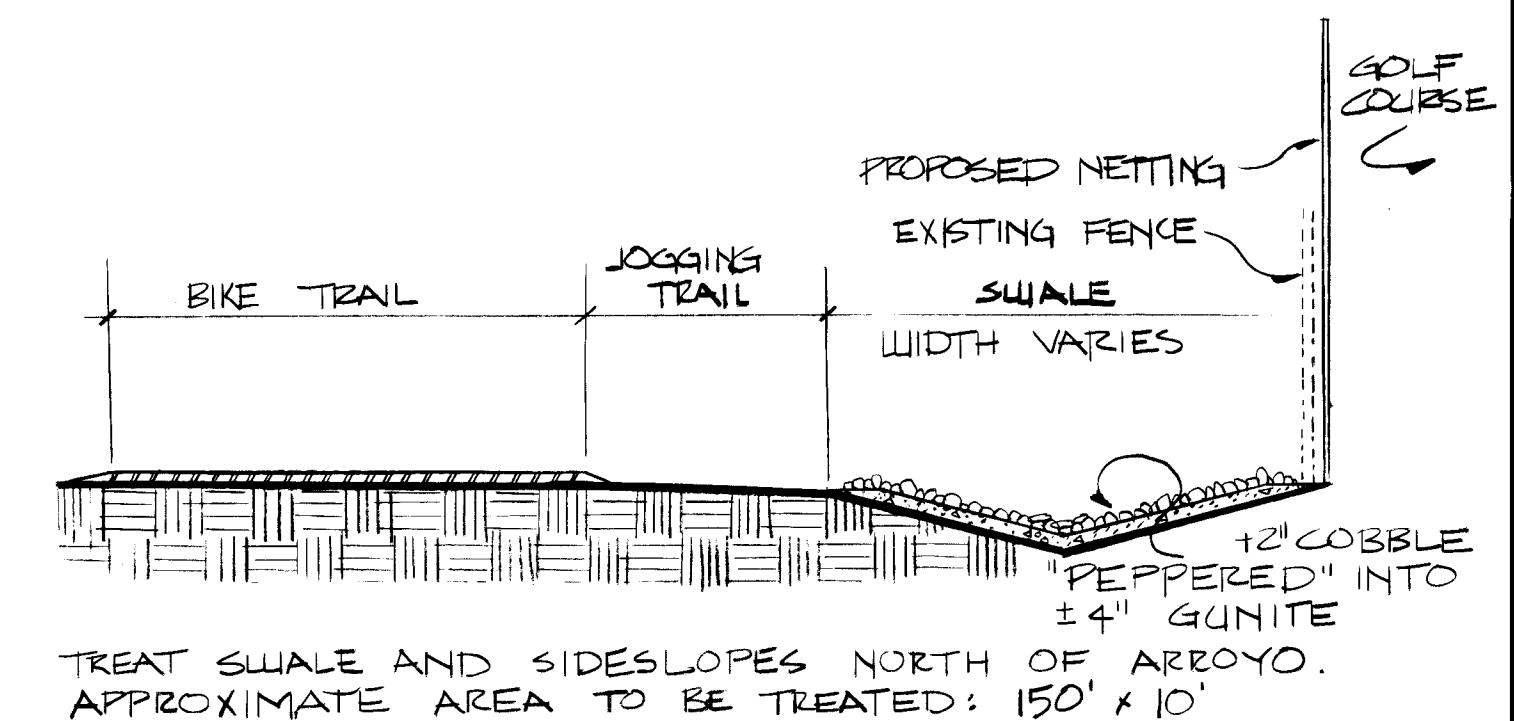 GOLF
COURSE
PROPOSED NETTING
EXISTING FENCE
JOGGING
TRAIL
BIKE TRAIL
SWALE
WIDTH VARIES
+2" COBBLE
"PEPPERED" INTO
± 4" GUNITE
TREAT SWALE AND SIDESLOPES NORTH OF ARROYO.
APPROXIMATE AREA TO BE TREATED: 150' x 10'